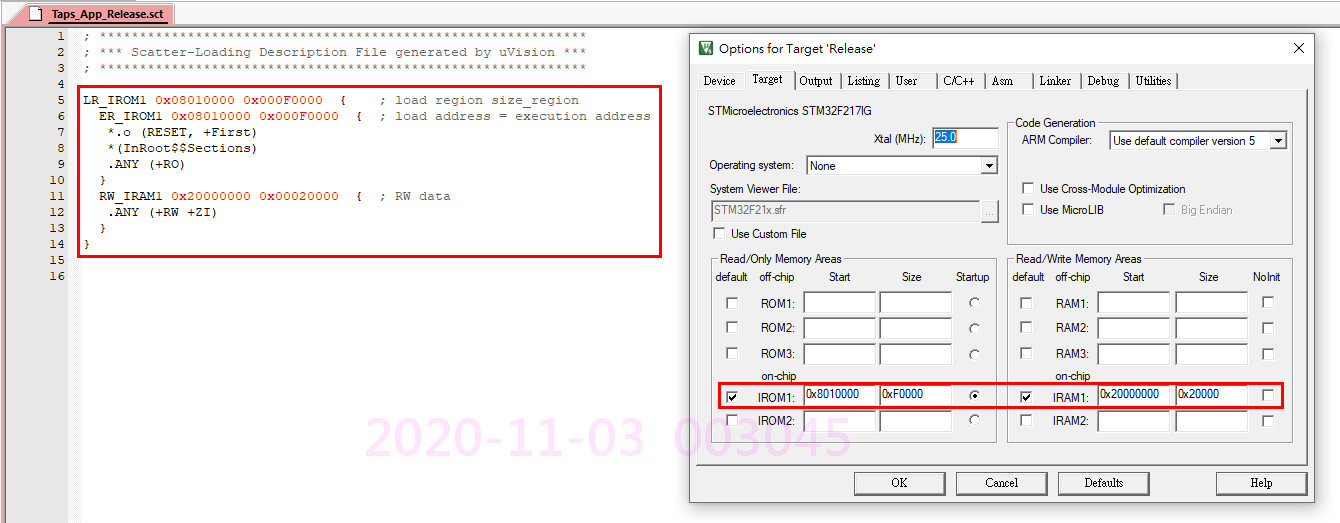 Taps_App_Release.sct
1 ; *************************************************************
2 ; *** Scatter-Loading Description File generated by uVision ***
3 ; *************************************************************
4
5 LR_IROM1 0x08010000 0x000F0000 { ; load region size_region
6 ER_IROM1 0x08010000 0x000F0000 { ; load address = execution address
7 *.o (RESET, +First)
8 *(InRoot$$Sections)
9 .ANY (+RO)
10 }
11 RW_IRAM1 0x20000000 0x00020000 { ; RW data
12 .ANY (+RW +ZI)
13 }
14 }
15
16
Options for Target 'Release'
Device Target Output Listing User C/C++ Asm Linker Debug Utilities
STMicroelectronics STM32F217IG
Xtal (MHz): 25.0
Operating system: None
System Viewer File:
STM32F21x.sfr ...
Use Custom File
Code Generation
ARM Compiler: Use default compiler version 5
Use Cross-Module Optimization
Use MicroLIB Big Endian
Read/Only Memory Areas
default off-chip Start Size Startup
ROM1:
ROM2:
ROM3:
on-chip
IROM1: 0x8010000 0xF0000
IROM2:
Read/Write Memory Areas
default off-chip Start Size NoInit
RAM1:
RAM2:
RAM3:
on-chip
IRAM1: 0x20000000 0x20000
IRAM2:
OK Cancel Defaults Help
2020-11-03 003045